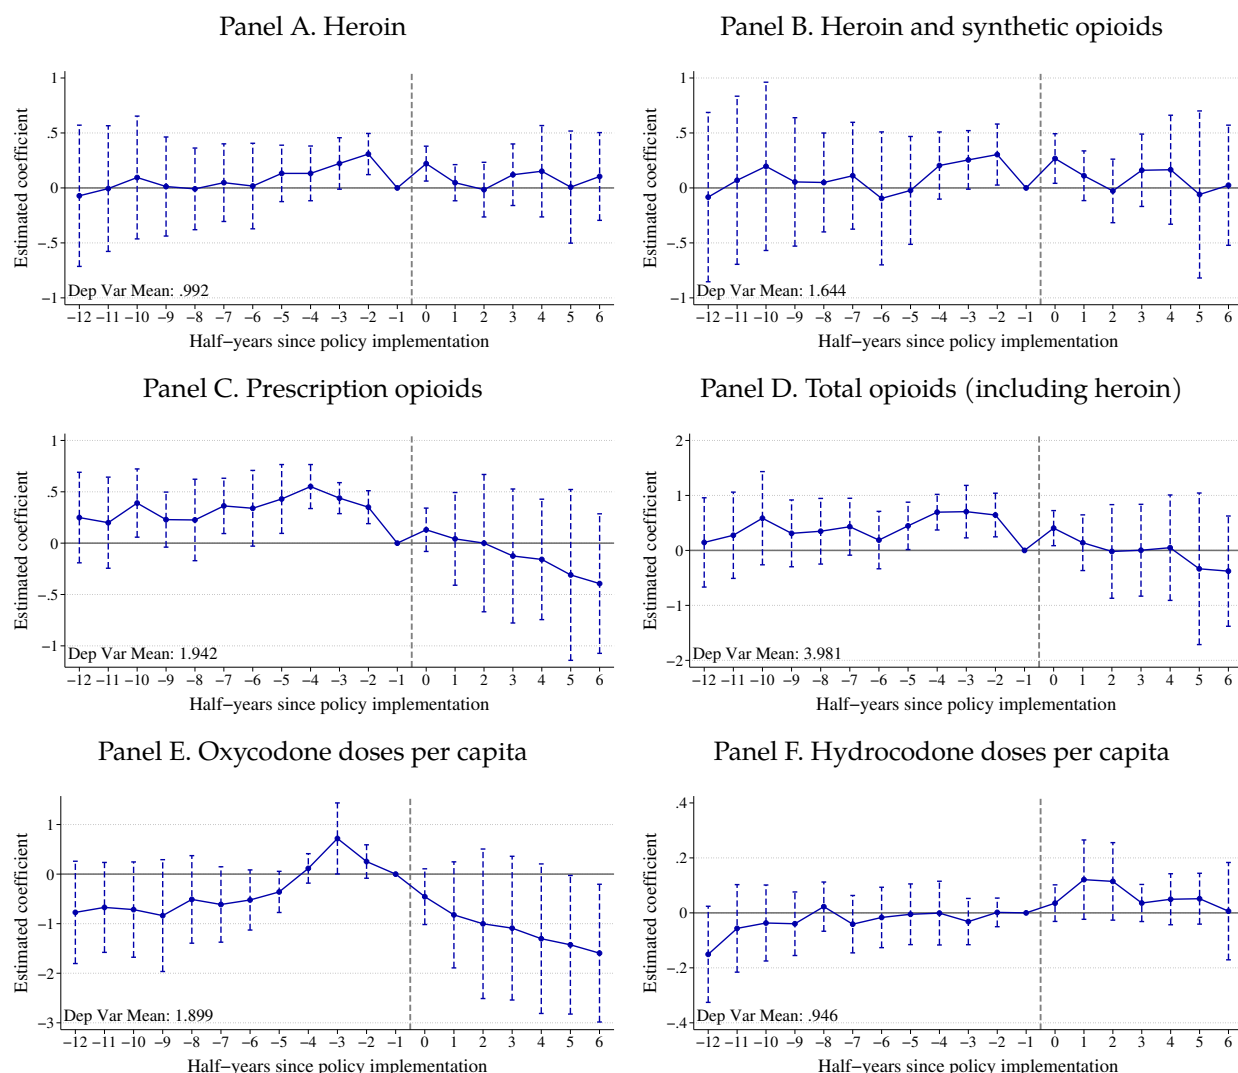 Panel A. Heroin
1
.5
0
−.5
−1
Estimated coefficient
Dep Var Mean: .992
−12 −11 −10 −9 −8 −7 −6 −5 −4 −3 −2 −1 0 1 2 3 4 5 6
Half−years since policy implementation
Panel B. Heroin and synthetic opioids
1
.5
0
−.5
−1
Estimated coefficient
Dep Var Mean: 1.644
−12 −11 −10 −9 −8 −7 −6 −5 −4 −3 −2 −1 0 1 2 3 4 5 6
Half−years since policy implementation
Panel C. Prescription opioids
1
.5
0
−.5
−1
Estimated coefficient
Dep Var Mean: 1.942
−12 −11 −10 −9 −8 −7 −6 −5 −4 −3 −2 −1 0 1 2 3 4 5 6
Half−years since policy implementation
Panel D. Total opioids (including heroin)
2
1
0
−1
−2
Estimated coefficient
Dep Var Mean: 3.981
−12 −11 −10 −9 −8 −7 −6 −5 −4 −3 −2 −1 0 1 2 3 4 5 6
Half−years since policy implementation
Panel E. Oxycodone doses per capita
1
0
−1
−2
−3
Estimated coefficient
Dep Var Mean: 1.899
−12 −11 −10 −9 −8 −7 −6 −5 −4 −3 −2 −1 0 1 2 3 4 5 6
Half−years since policy implementation
Panel F. Hydrocodone doses per capita
.4
.2
0
−.2
−.4
Estimated coefficient
Dep Var Mean: .946
−12 −11 −10 −9 −8 −7 −6 −5 −4 −3 −2 −1 0 1 2 3 4 5 6
Half−years since policy implementation